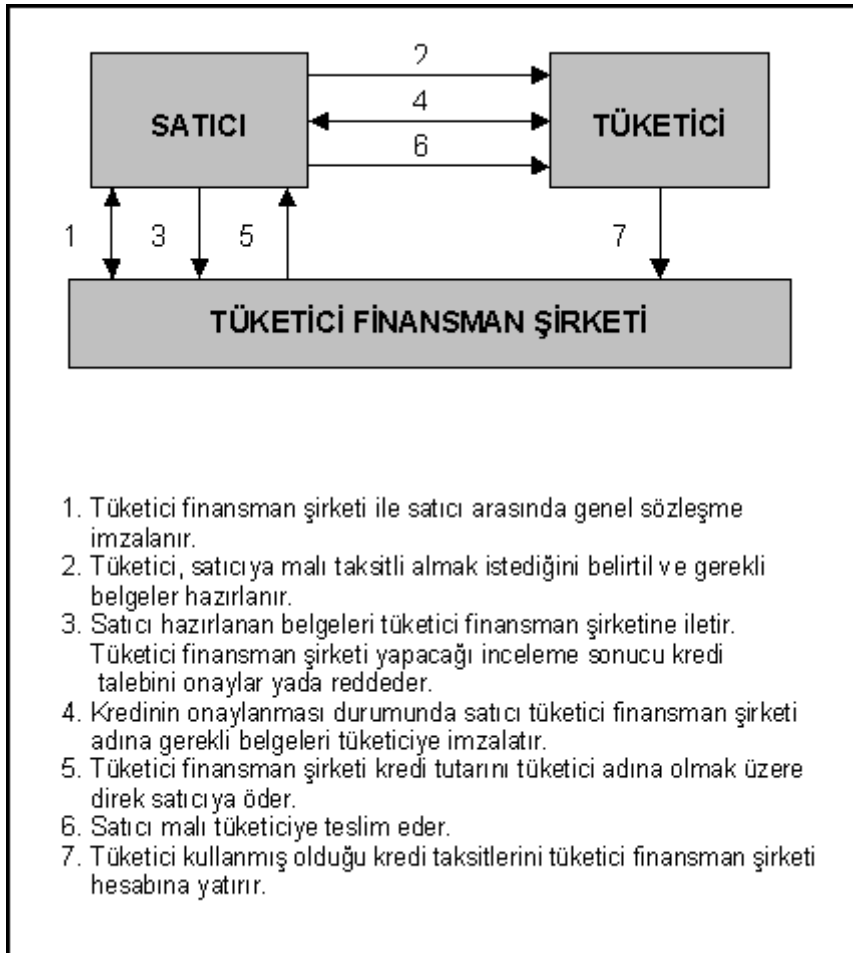 2
SATICI
4
TÜKETİCİ
6
1
3
5
7
TÜKETİCİ FİNANSMAN ŞİRKETİ
1. Tüketici finansman şirketi ile satıcı arasında genel sözleşme
imzalanır.
2. Tüketici, satıcıya malı taksitli almak istediğini belirtil ve gerekli
belgeler hazırlanır.
3. Satıcı hazırlanan belgeleri tüketici finansman şirketine iletir.
Tüketici finansman şirketi yapacağı inceleme sonucu kredi
talebini onaylar yada reddeder.
4. Kredinin onaylanması durumunda satıcı tüketici finansman şirketi
adına gerekli belgeleri tüketiciye imzalatır.
5. Tüketici finansman şirketi kredi tutarını tüketici adına olmak üzere
direk satıcıya öder.
6. Satıcı malı tüketiciye teslim eder.
7. Tüketici kullanmış olduğu kredi taksitlerini tüketici finansman şirketi
hesabına yatırır.